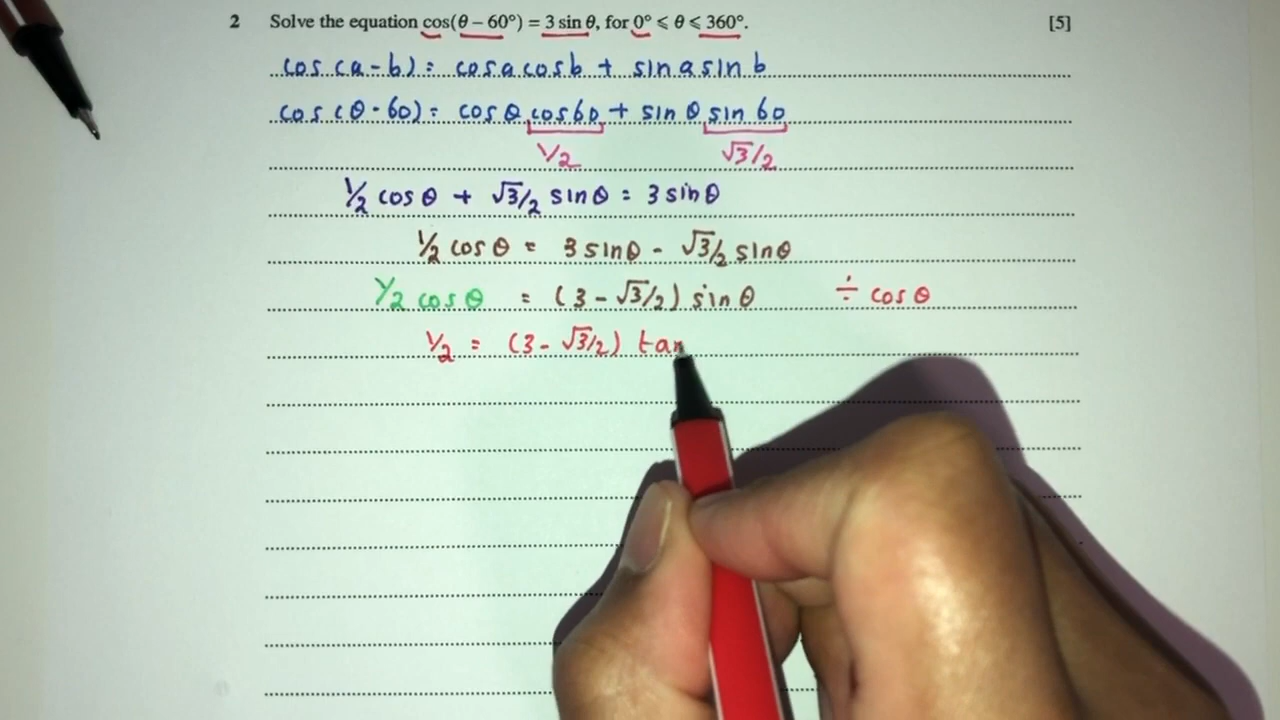 2 Solve the equation cos(θ – 60°) = 3 sin θ, for 0° ⩽ θ ⩽ 360°. [5]
cos (a - b) = cos a cos b + sin a sin b
cos (θ - 60) = cos θ cos 60 + sin θ sin 60
1/2 √3/2
1/2 cos θ + √3/2 sin θ = 3 sin θ
1/2 cos θ = 3 sin θ - √3/2 sin θ
1/2 cos θ = (3 - √3/2) sin θ ÷ cos θ
1/2 = (3 - √3/2) tan